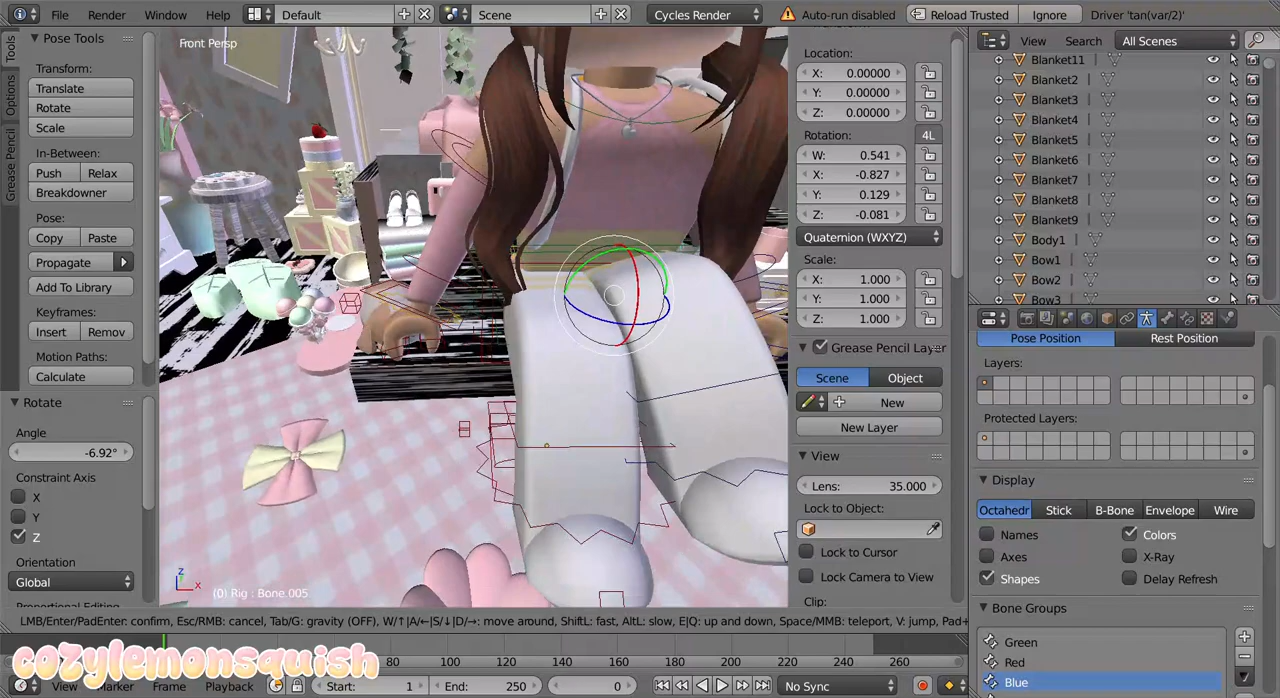 File Render Window Help Default Scene Cycles Render Auto-run disabled Reload Trusted Ignore Driver 'tan(var/2)'
Tools
Options
Grease Pencil
Pose Tools
Transform:
Translate
Rotate
Scale
In-Between:
Push Relax
Breakdowner
Pose:
Copy Paste
Propagate
Add To Library
Keyframes:
Insert Remov
Motion Paths:
Calculate
Rotate
Angle
-6.92°
Constraint Axis
X
Y
Z
Orientation
Global
Front Persp
(0) Rig : Bone.005
Location:
X: 0.00000
Y: 0.00000
Z: 0.00000
Rotation: 4L
W: 0.541
X: -0.827
Y: 0.129
Z: -0.081
Quaternion (WXYZ)
Scale:
X: 1.000
Y: 1.000
Z: 1.000
Grease Pencil Layer
Scene Object
New
New Layer
View
Lens: 35.000
Lock to Object:
Lock to Cursor
Lock Camera to View
Clip:
View Search All Scenes
Blanket11
Blanket2
Blanket3
Blanket4
Blanket5
Blanket6
Blanket7
Blanket8
Blanket9
Body1
Bow1
Bow2
Bow3
Pose Position Rest Position
Layers:
Protected Layers:
Display
Octahedr Stick B-Bone Envelope Wire
Names Colors
Axes X-Ray
Shapes Delay Refresh
Bone Groups
Green
Red
Blue
LMB/Enter/PadEnter: confirm, Esc/RMB: cancel, Tab/G: gravity (OFF), W/↑|A/←|S/↓|D/→: move around, ShiftL: fast, AltL: slow, E|Q: up and down, Space/MMB: teleport, V: jump, Pad+
cozylemonsquish
80 100 120 140 160 180 200 220 240 260
View Marker Frame Playback Start: 1 End: 250 0 No Sync